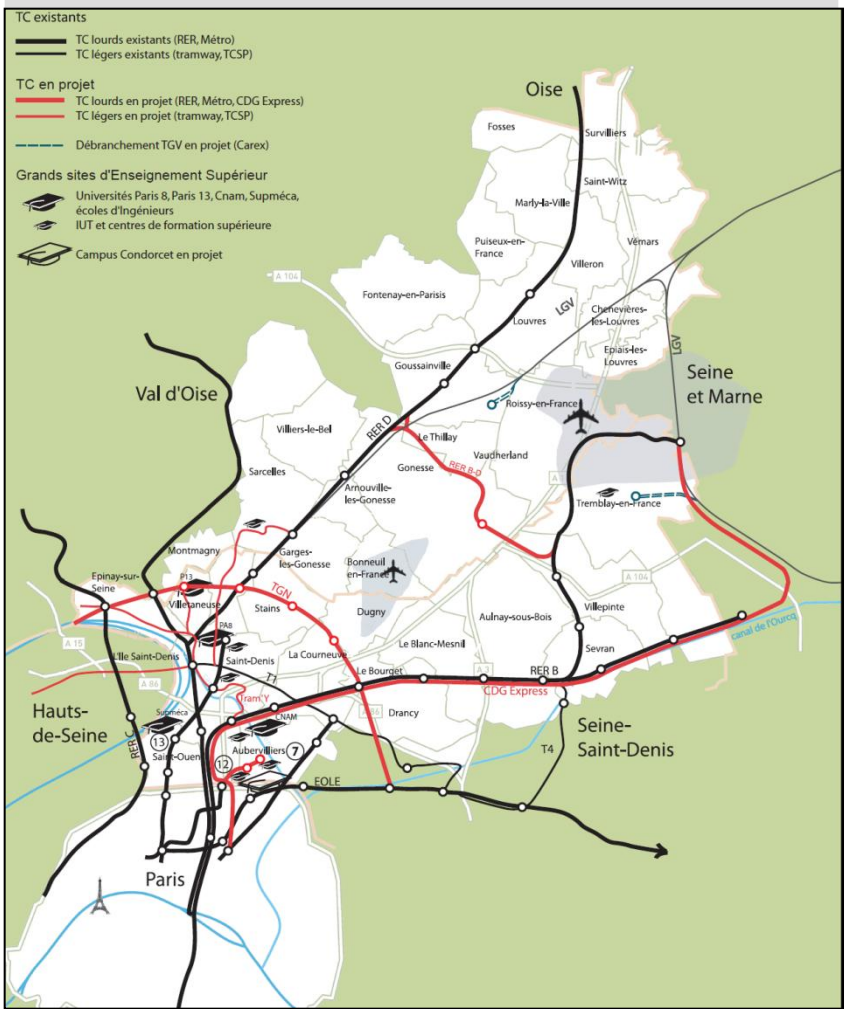 TC existants
TC lourds existants (RER, Métro)
TC légers existants (tramway, TCSP)
TC en projet
TC lourds en projet (RER, Métro, CDG Express)
TC légers en projet (tramway, TCSP)
Débranchement TGV en projet (Carex)
Grands sites d'Enseignement Supérieur
Universités Paris 8, Paris 13, Cnam, Supméca,
écoles d'Ingénieurs
IUT et centres de formation supérieure
Campus Condorcet en projet
Oise
Fosses
Survilliers
Saint-Witz
Marly-la-Ville
Puiseux-en-
France
Vémars
Villeron
A 104
Fontenay-en-Parisis
Louvres
LGV
Chenevières-
les-Louvres
Epiais-les-
Louvres
LGV
Goussainville
Seine
et Marne
Val d'Oise
Roissy-en-France
Villiers-le-Bel
RER D
Le Thillay
Vaudherland
Sarcelles
Gonesse
RER B-D
Arnouville-
les-Gonesse
A
Tremblay-en-France
Montmagny
Garges-
les-Gonesse
Bonneuil
en-France
Epinay-sur-
Seine
P13
Villetaneuse
TGN
Stains
Dugny
A 104
Aulnay-sous-Bois
Villepinte
PA8
L'Ile Saint-Denis
Saint-Denis
La Courneuve
Le Blanc-Mesnil
Sevran
canal de l'Ourcq
A 15
T1
Le Bourget
A 3
RER B
CDG Express
A 86
Tram'Y
Drancy
A 86
Hauts-
de-Seine
Supméca
CNAM
Seine-
Saint-Denis
RER C
13
Saint-Ouen
12
Aubervilliers
7
T4
EOLE
Paris